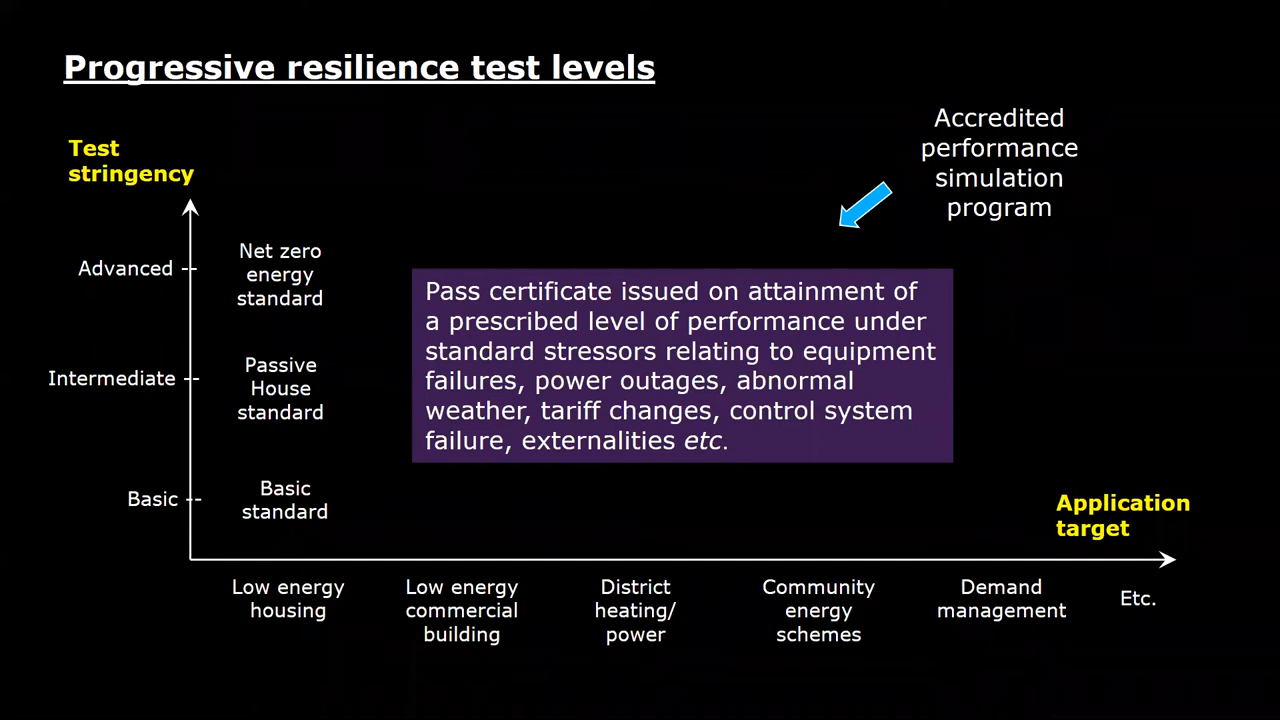 Progressive resilience test levels
Accredited
performance
simulation
program
Test
stringency
Advanced
Net zero
energy
standard
Pass certificate issued on attainment of
a prescribed level of performance under
standard stressors relating to equipment
failures, power outages, abnormal
weather, tariff changes, control system
failure, externalities etc.
Intermediate
Passive
House
standard
Basic
Basic
standard
Application
target
Low energy
housing
Low energy
commercial
building
District
heating/
power
Community
energy
schemes
Demand
management
Etc.